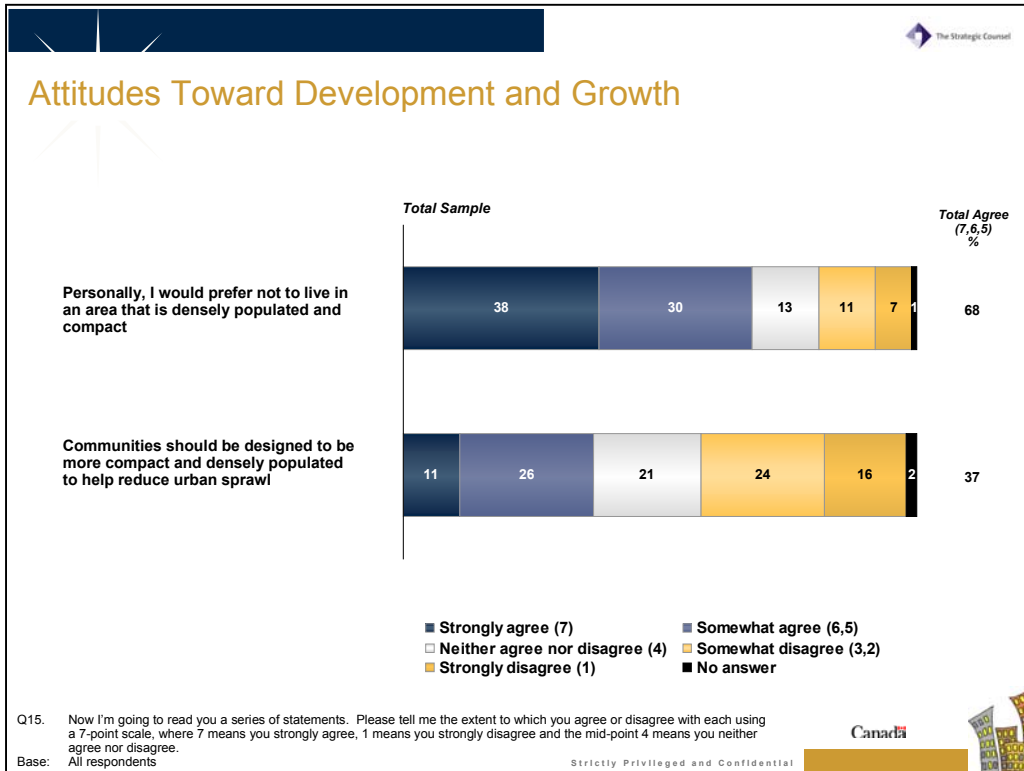 The Strategic Counsel
Attitudes Toward Development and Growth
Total Sample
Total Agree
(7,6,5)
%
Personally, I would prefer not to live in
an area that is densely populated and
compact
38 30 13 11 7 1 68
Communities should be designed to be
more compact and densely populated
to help reduce urban sprawl
11 26 21 24 16 2 37
Strongly agree (7) Somewhat agree (6,5)
Neither agree nor disagree (4) Somewhat disagree (3,2)
Strongly disagree (1) No answer
Q15. Now I'm going to read you a series of statements. Please tell me the extent to which you agree or disagree with each using
a 7-point scale, where 7 means you strongly agree, 1 means you strongly disagree and the mid-point 4 means you neither
agree nor disagree.
Base: All respondents
Strictly Privileged and Confidential
Canada